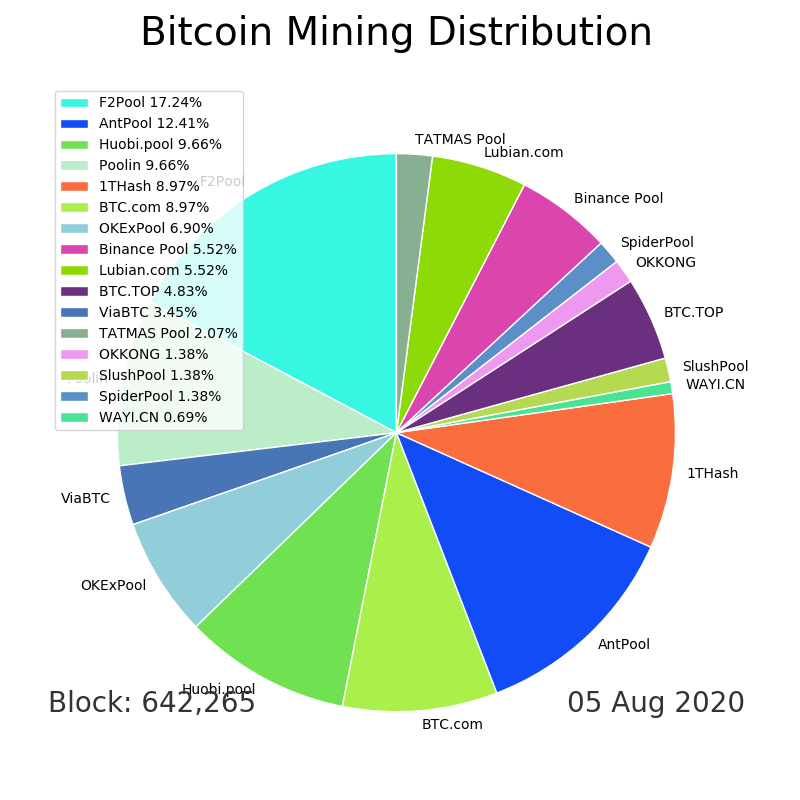 Bitcoin Mining Distribution
F2Pool 17.24%
AntPool 12.41%
Huobi.pool 9.66%
Poolin 9.66%
1THash 8.97%
BTC.com 8.97%
OKExPool 6.90%
Binance Pool 5.52%
Lubian.com 5.52%
BTC.TOP 4.83%
ViaBTC 3.45%
TATMAS Pool 2.07%
OKKONG 1.38%
SlushPool 1.38%
SpiderPool 1.38%
WAYI.CN 0.69%
TATMAS Pool
Lubian.com
Binance Pool
SpiderPool
OKKONG
BTC.TOP
SlushPool
WAYI.CN
1THash
AntPool
BTC.com
Huobi.pool
OKExPool
ViaBTC
Poolin
F2Pool
Block: 642,265
05 Aug 2020